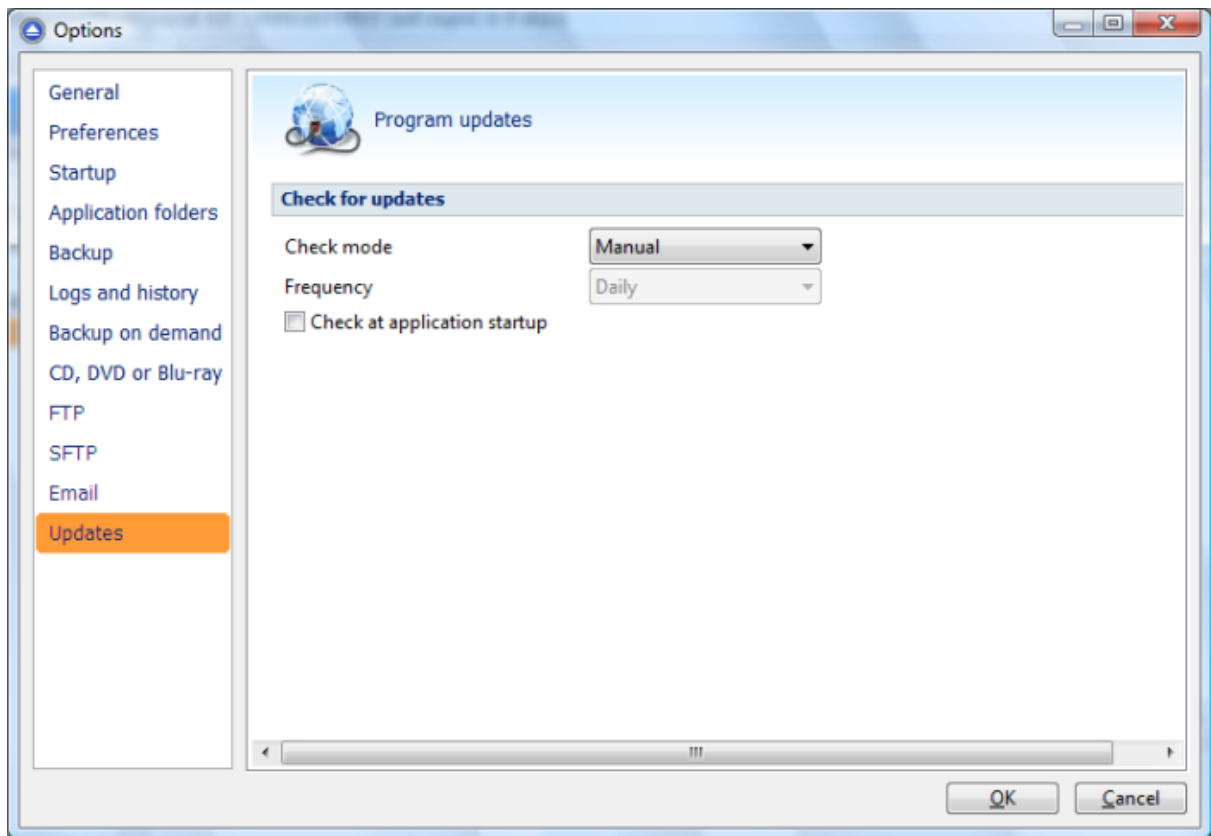 Options
General
Preferences
Startup
Application folders
Backup
Logs and history
Backup on demand
CD, DVD or Blu-ray
FTP
SFTP
Email
Updates
Program updates
Check for updates
Check mode Manual
Frequency Daily
Check at application startup
OK Cancel